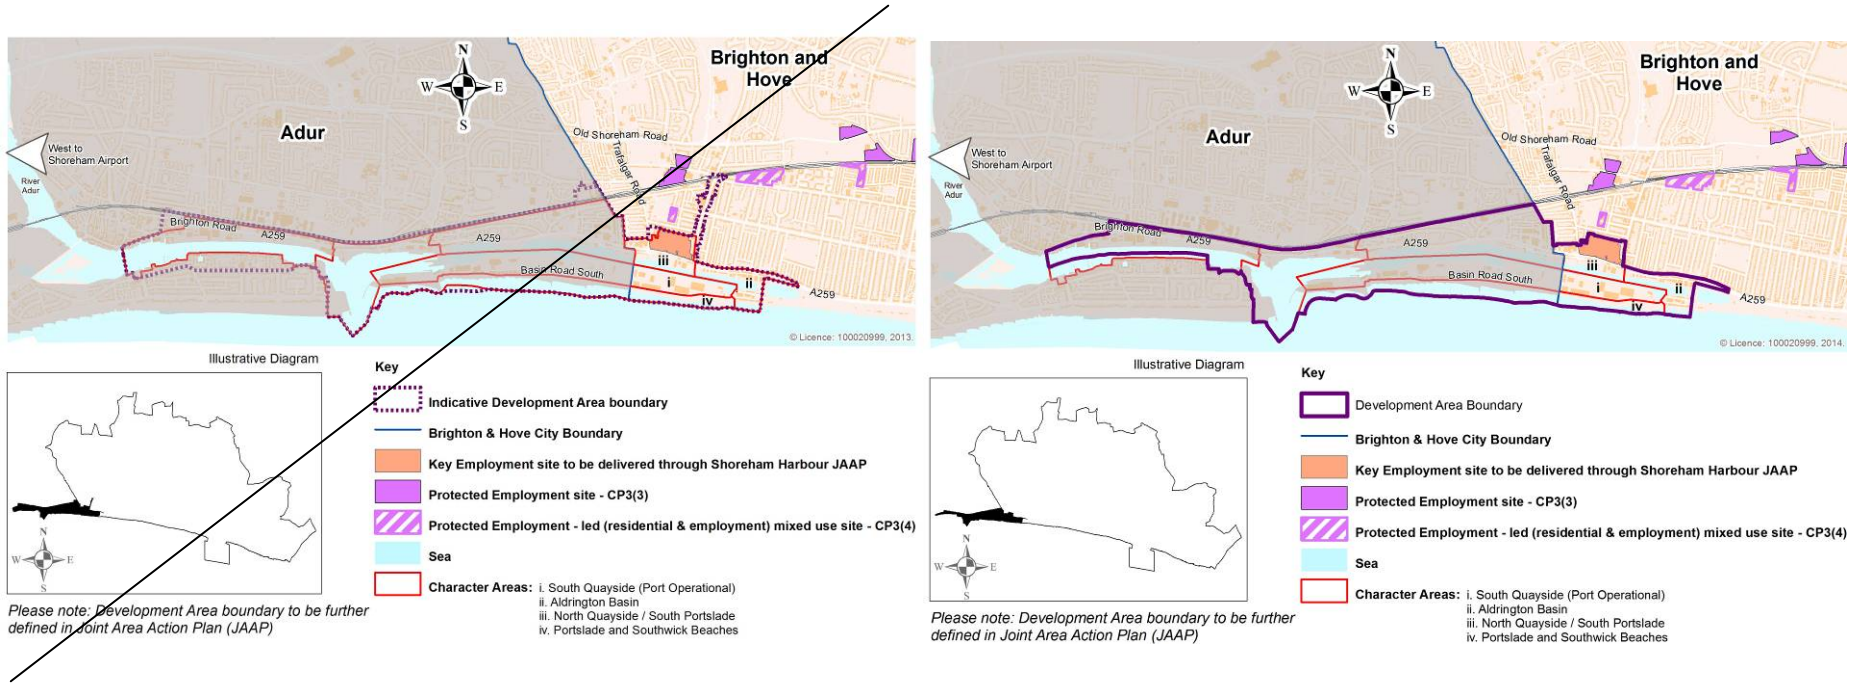 N
W
E
S
Brighton and
Hove
Adur
Old Shoreham Road
Trafalgar Road
West to
Shoreham Airport
River
Adur
Brighton Road
A259
A259
Basin Road South
iii
i
ii
iv
A259
© Licence: 100020999, 2013.
Illustrative Diagram
N
W
E
S
Key
Indicative Development Area boundary
Brighton & Hove City Boundary
Key Employment site to be delivered through Shoreham Harbour JAAP
Protected Employment site - CP3(3)
Protected Employment - led (residential & employment) mixed use site - CP3(4)
Sea
Character Areas: i. South Quayside (Port Operational)
ii. Aldrington Basin
iii. North Quayside / South Portslade
iv. Portslade and Southwick Beaches
Please note: Development Area boundary to be further
defined in Joint Area Action Plan (JAAP)
N
W
E
S
Brighton and
Hove
Adur
Old Shoreham Road
Trafalgar Road
West to
Shoreham Airport
River
Adur
Brighton Road
A259
A259
Basin Road South
iii
i
ii
iv
A259
© Licence: 100020999, 2014.
Illustrative Diagram
N
W
E
S
Key
Development Area Boundary
Brighton & Hove City Boundary
Key Employment site to be delivered through Shoreham Harbour JAAP
Protected Employment site - CP3(3)
Protected Employment - led (residential & employment) mixed use site - CP3(4)
Sea
Character Areas: i. South Quayside (Port Operational)
ii. Aldrington Basin
iii. North Quayside / South Portslade
iv. Portslade and Southwick Beaches
Please note: Development Area boundary to be further
defined in Joint Area Action Plan (JAAP)